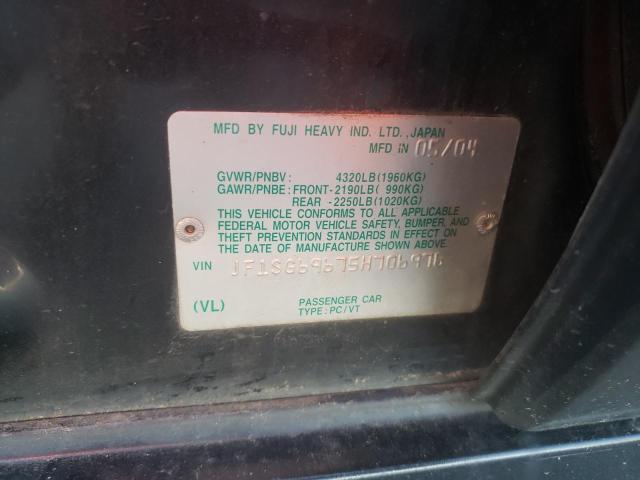 MFD BY FUJI HEAVY IND. LTD.,JAPAN
MFD IN 05/04
GVWR/PNBV: 4320LB(1960KG)
GAWR/PNBE:FRONT-2190LB( 990KG)
REAR -2250LB(1020KG)
THIS VEHICLE CONFORMS TO ALL APPLICABLE
FEDERAL MOTOR VEHICLE SAFETY, BUMPER, AND
THEFT PREVENTION STANDARDS IN EFFECT ON
THE DATE OF MANUFACTURE SHOWN ABOVE.
VIN JF1SG69675H706976
(VL) PASSENGER CAR
TYPE:PC/VT